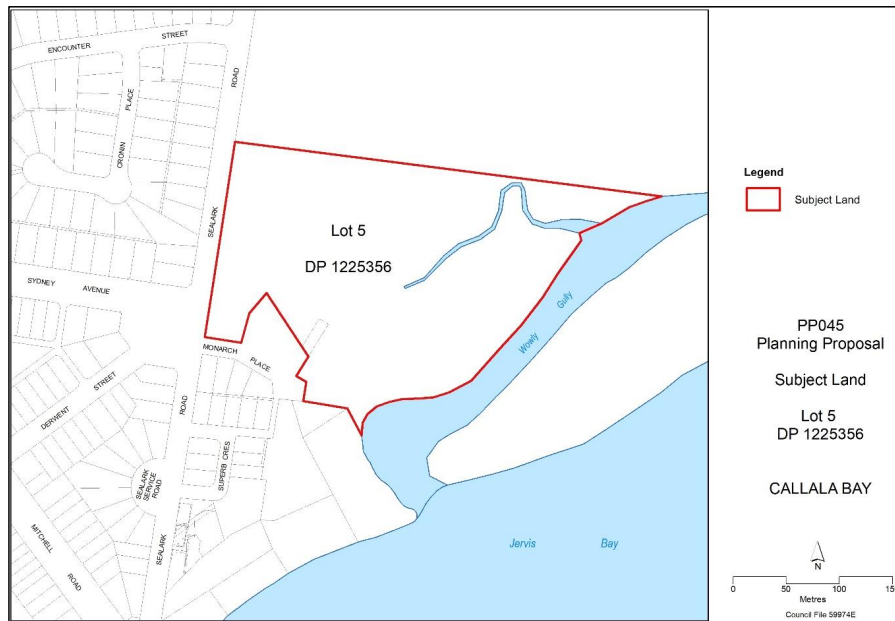 ENCOUNTER STREET
CRONIN PLACE
SEALARK ROAD
Lot 5
DP 1225356
SYDNEY AVENUE
MONARCH PLACE
DERWENT STREET
SEALARK ROAD
SUPERB CRES
SEALARK
SERVICE
ROAD
MITCHELL ROAD
Wowly Gully
Jervis Bay
Legend
Subject Land
PP045
Planning Proposal
Subject Land
Lot 5
DP 1225356
CALLALA BAY
N
0 50 100 15
Metres
Council File 59974E